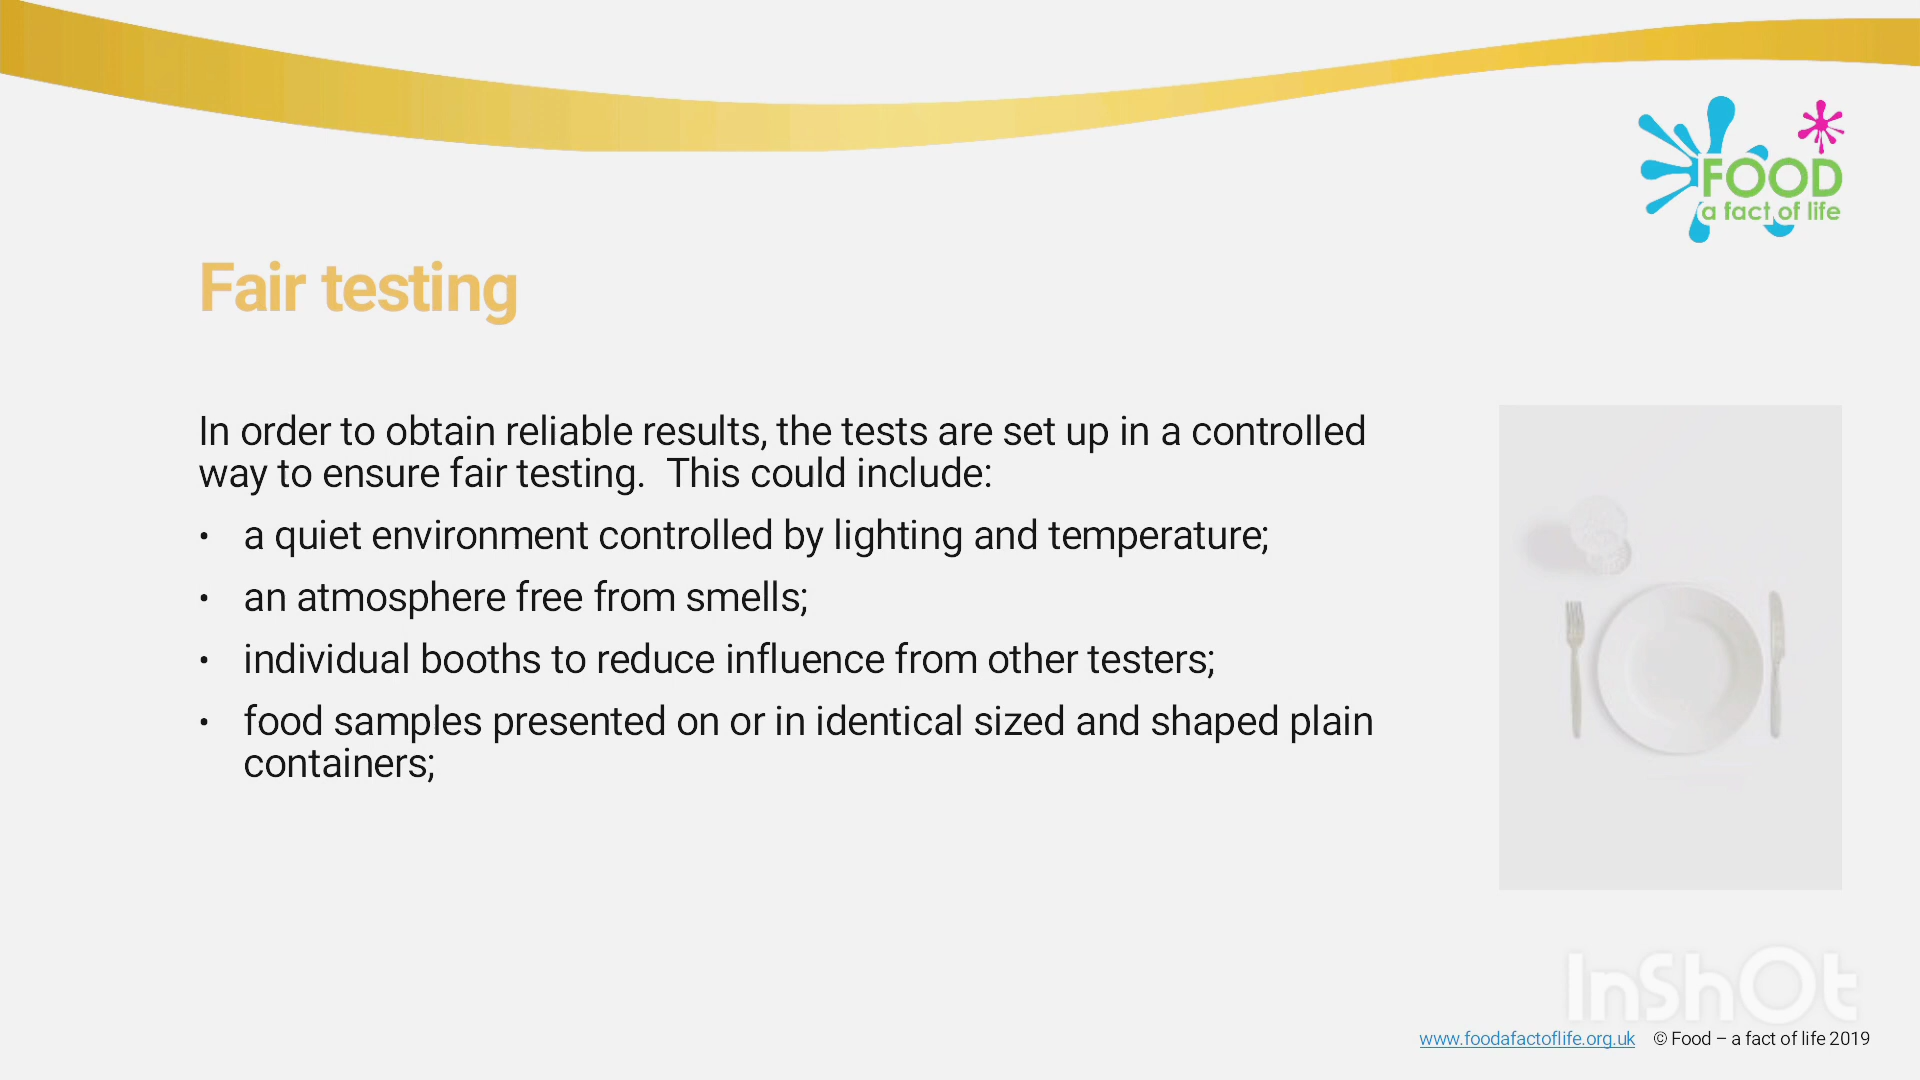 FOOD
a fact of life
Fair testing
In order to obtain reliable results, the tests are set up in a controlled
way to ensure fair testing.  This could include:
• a quiet environment controlled by lighting and temperature;
• an atmosphere free from smells;
• individual booths to reduce influence from other testers;
• food samples presented on or in identical sized and shaped plain
containers;
InShOt
www.foodafactoflife.org.uk © Food – a fact of life 2019